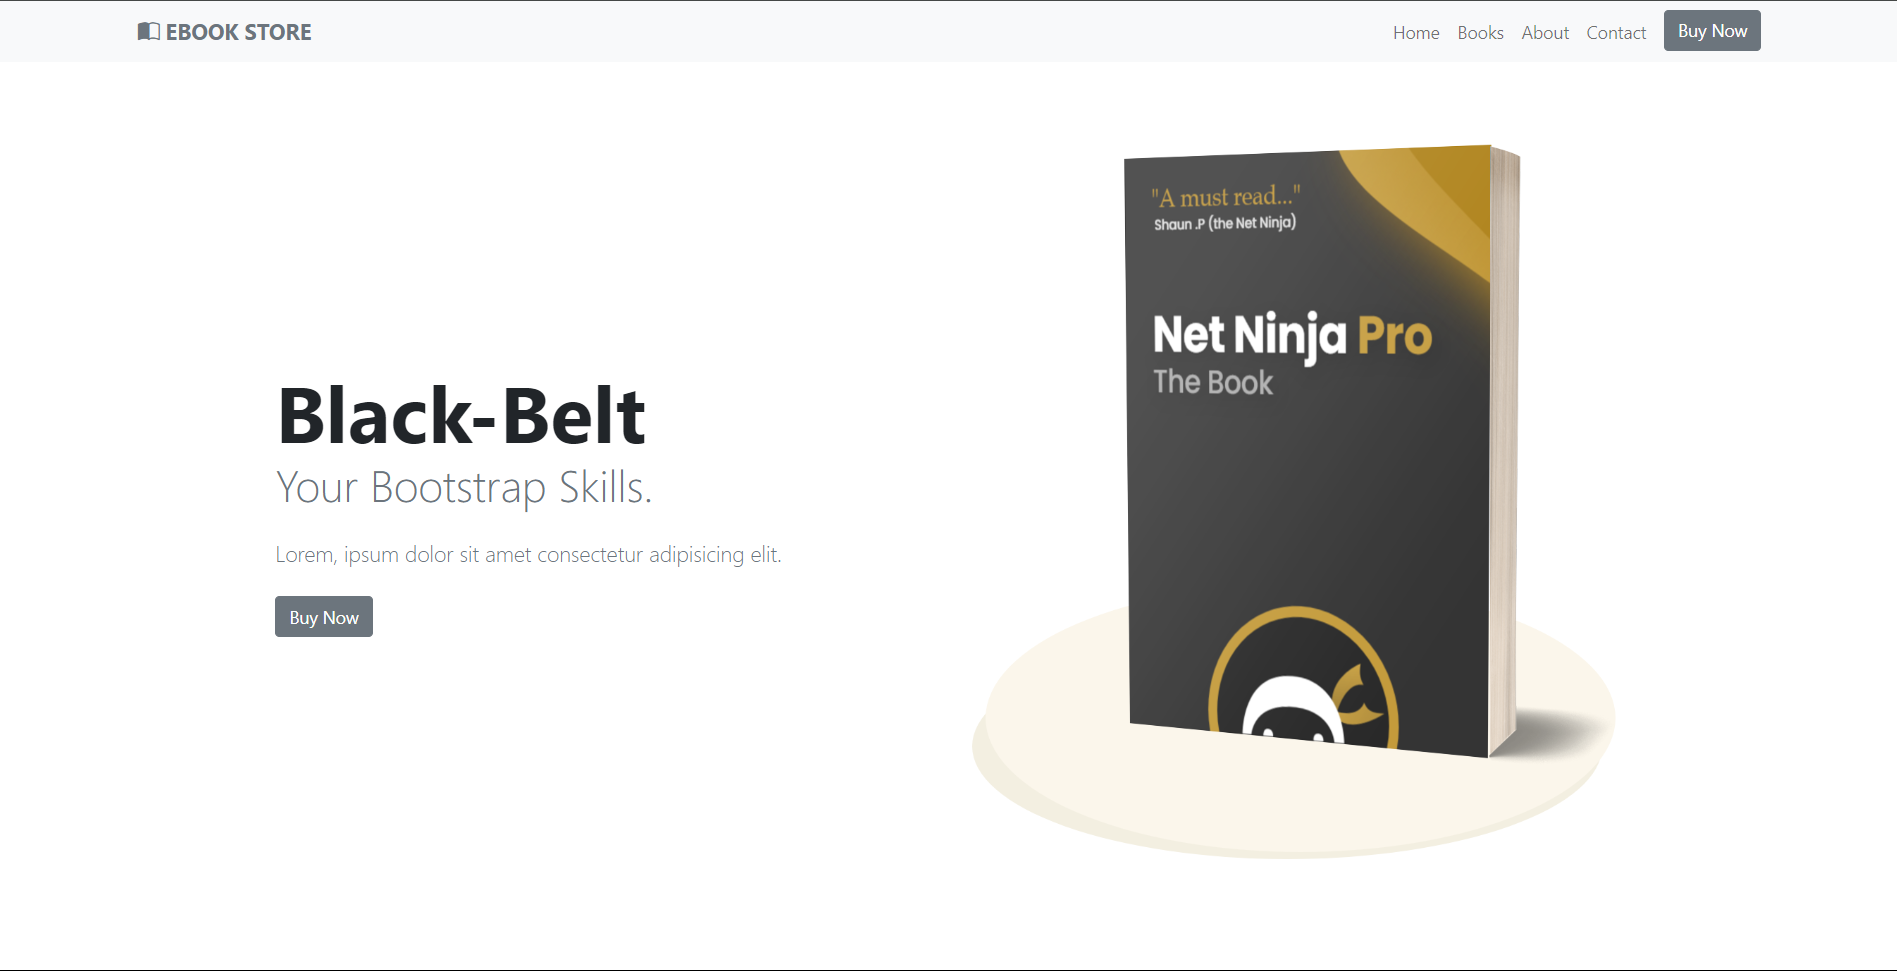 EBOOK STORE
Home Books About Contact Buy Now
Black-Belt
Your Bootstrap Skills.
Lorem, ipsum dolor sit amet consectetur adipisicing elit.
Buy Now
"A must read..."
Shaun .P (the Net Ninja)
Net Ninja Pro
The Book